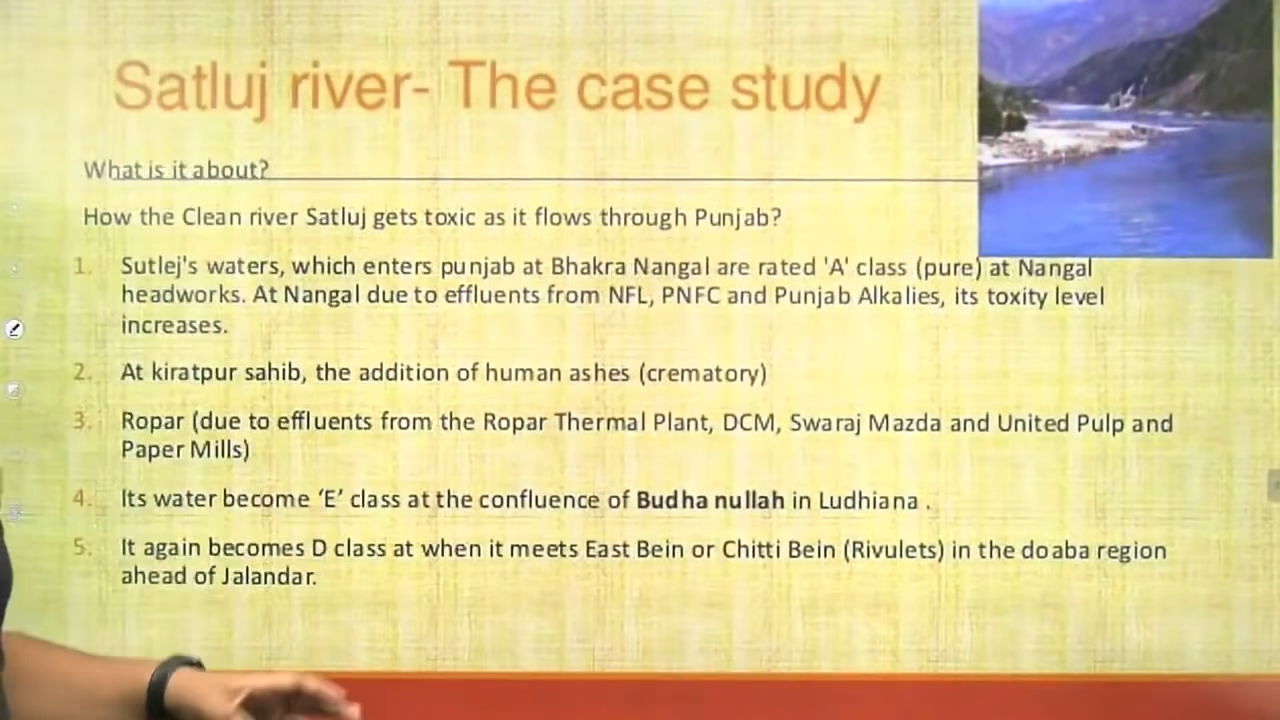 Satluj river- The case study
What is it about?
How the Clean river Satluj gets toxic as it flows through Punjab?
1. Sutlej's waters, which enters punjab at Bhakra Nangal are rated 'A' class (pure) at Nangal
headworks. At Nangal due to effluents from NFL, PNFC and Punjab Alkalies, its toxity level
increases.
2. At kiratpur sahib, the addition of human ashes (crematory)
3. Ropar (due to effluents from the Ropar Thermal Plant, DCM, Swaraj Mazda and United Pulp and
Paper Mills)
4. Its water become ‘E’ class at the confluence of Budha nullah in Ludhiana .
5. It again becomes D class at when it meets East Bein or Chitti Bein (Rivulets) in the doaba region
ahead of Jalandar.